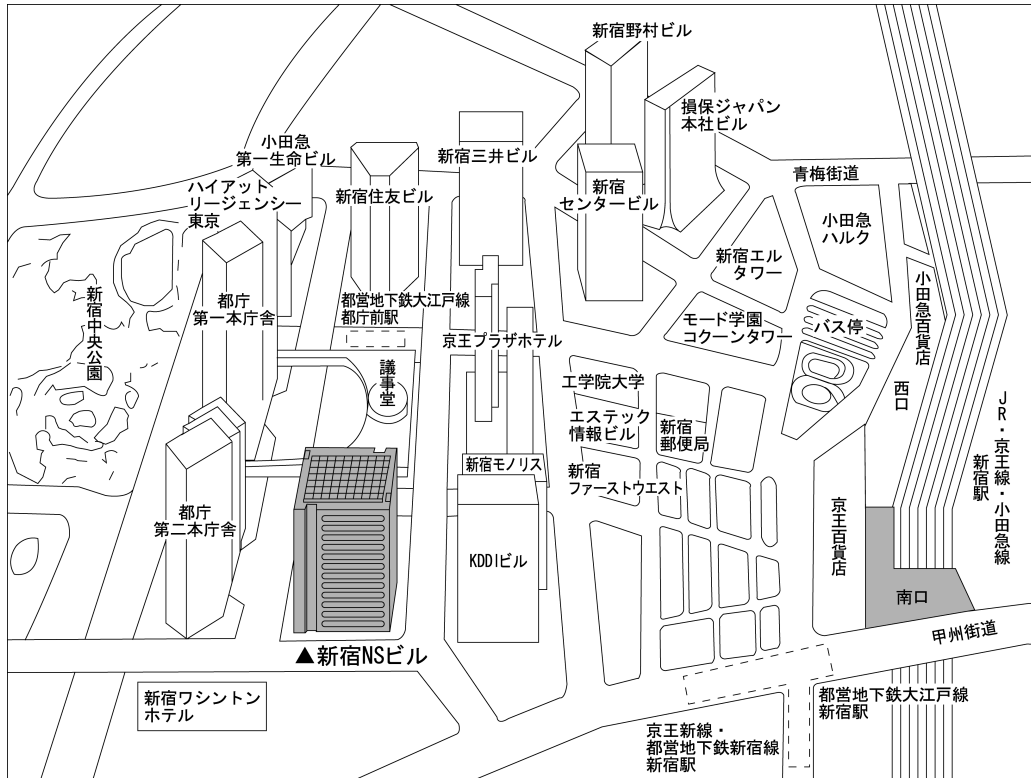 新宿野村ビル
損保ジャパン
本社ビル
小田急
第一生命ビル
新宿三井ビル
新宿
センタービル
青梅街道
ハイアット
リージェンシー
東京
新宿住友ビル
小田急
ハルク
新宿エル
タワー
新宿中央公園
都庁
第一本庁舎
都営地下鉄大江戸線
都庁前駅
京王プラザホテル
モード学園
コクーンタワー
バス停
小田急百貨店
西口
議事堂
工学院大学
エステック
情報ビル
新宿
郵便局
JR・京王線・小田急線
新宿駅
新宿モノリス
新宿
ファーストウエスト
都庁
第二本庁舎
KDDIビル
京王百貨店
南口
甲州街道
▲新宿NSビル
新宿ワシントン
ホテル
都営地下鉄大江戸線
新宿駅
京王新線・
都営地下鉄新宿線
新宿駅